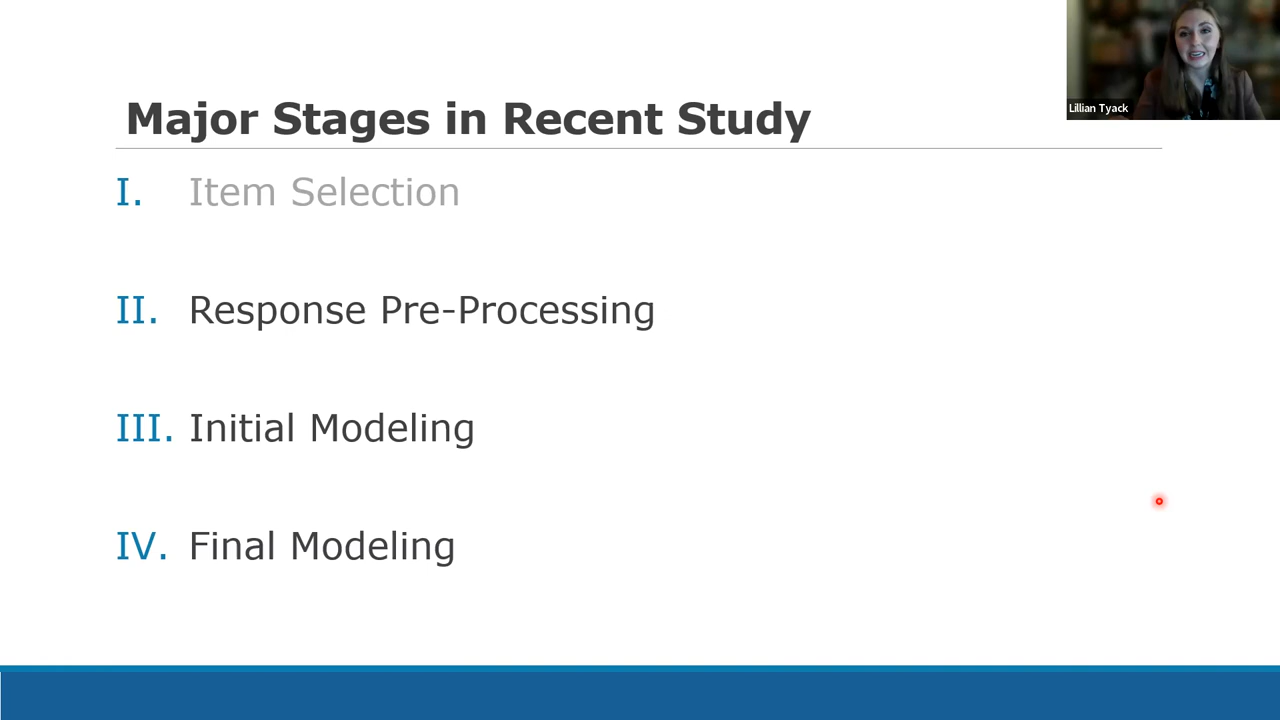 Lillian Tyack
Major Stages in Recent Study
I. Item Selection
II. Response Pre-Processing
III. Initial Modeling
IV. Final Modeling